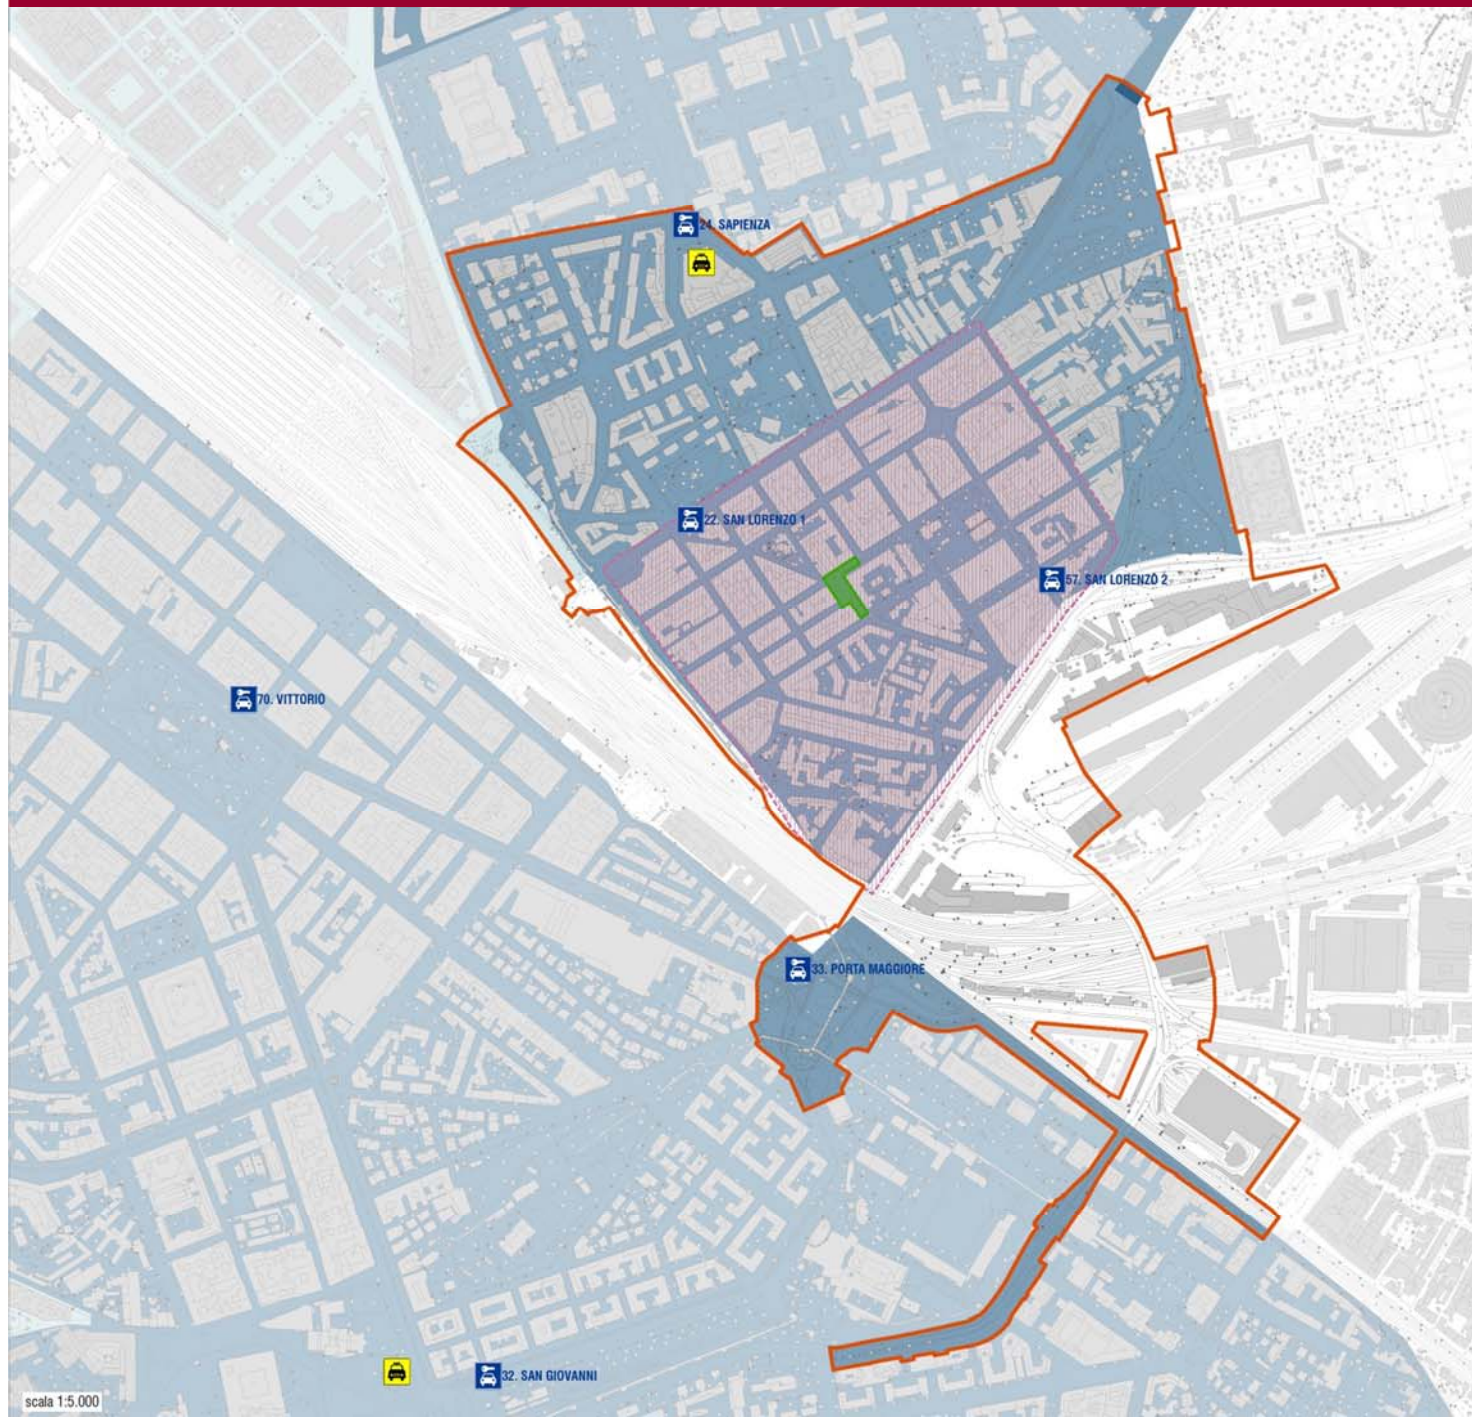 24. SAPIENZA
22. SAN LORENZO 1
57. SAN LORENZO 2
70. VITTORIO
33. PORTA MAGGIORE
32. SAN GIOVANNI
scala 1:5.000